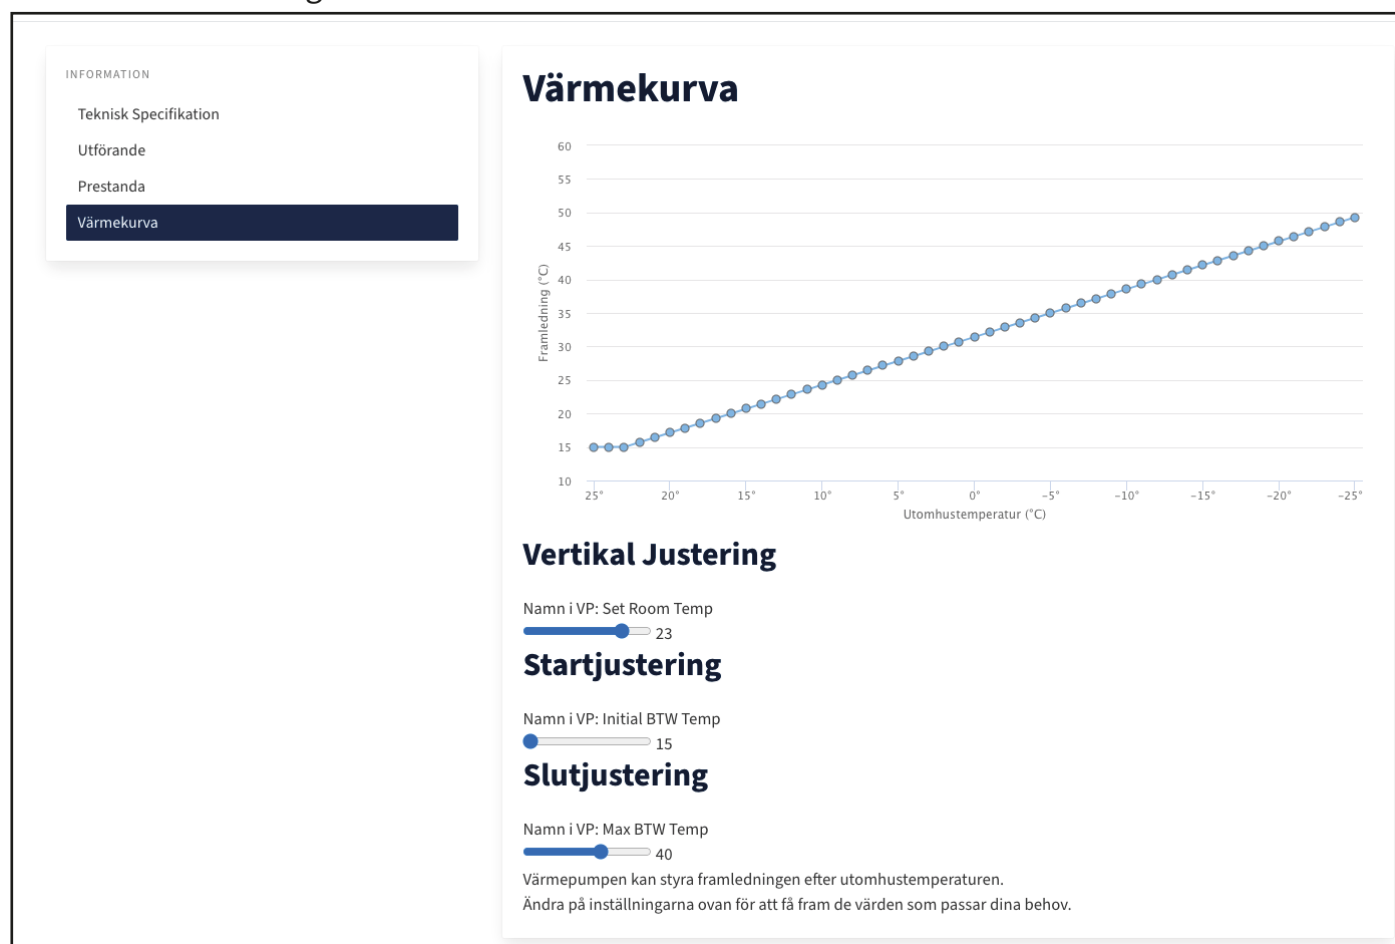 INFORMATION
Teknisk Specifikation
Utförande
Prestanda
Värmekurva
Värmekurva
60
55
50
45
40
35
30
25
20
15
10
Framledning (°C)
25° 20° 15° 10° 5° 0° −5° −10° −15° −20° −25°
Utomhustemperatur (°C)
Vertikal Justering
Namn i VP: Set Room Temp
23
Startjustering
Namn i VP: Initial BTW Temp
15
Slutjustering
Namn i VP: Max BTW Temp
40
Värmepumpen kan styra framledningen efter utomhustemperaturen.
Ändra på inställningarna ovan för att få fram de värden som passar dina behov.